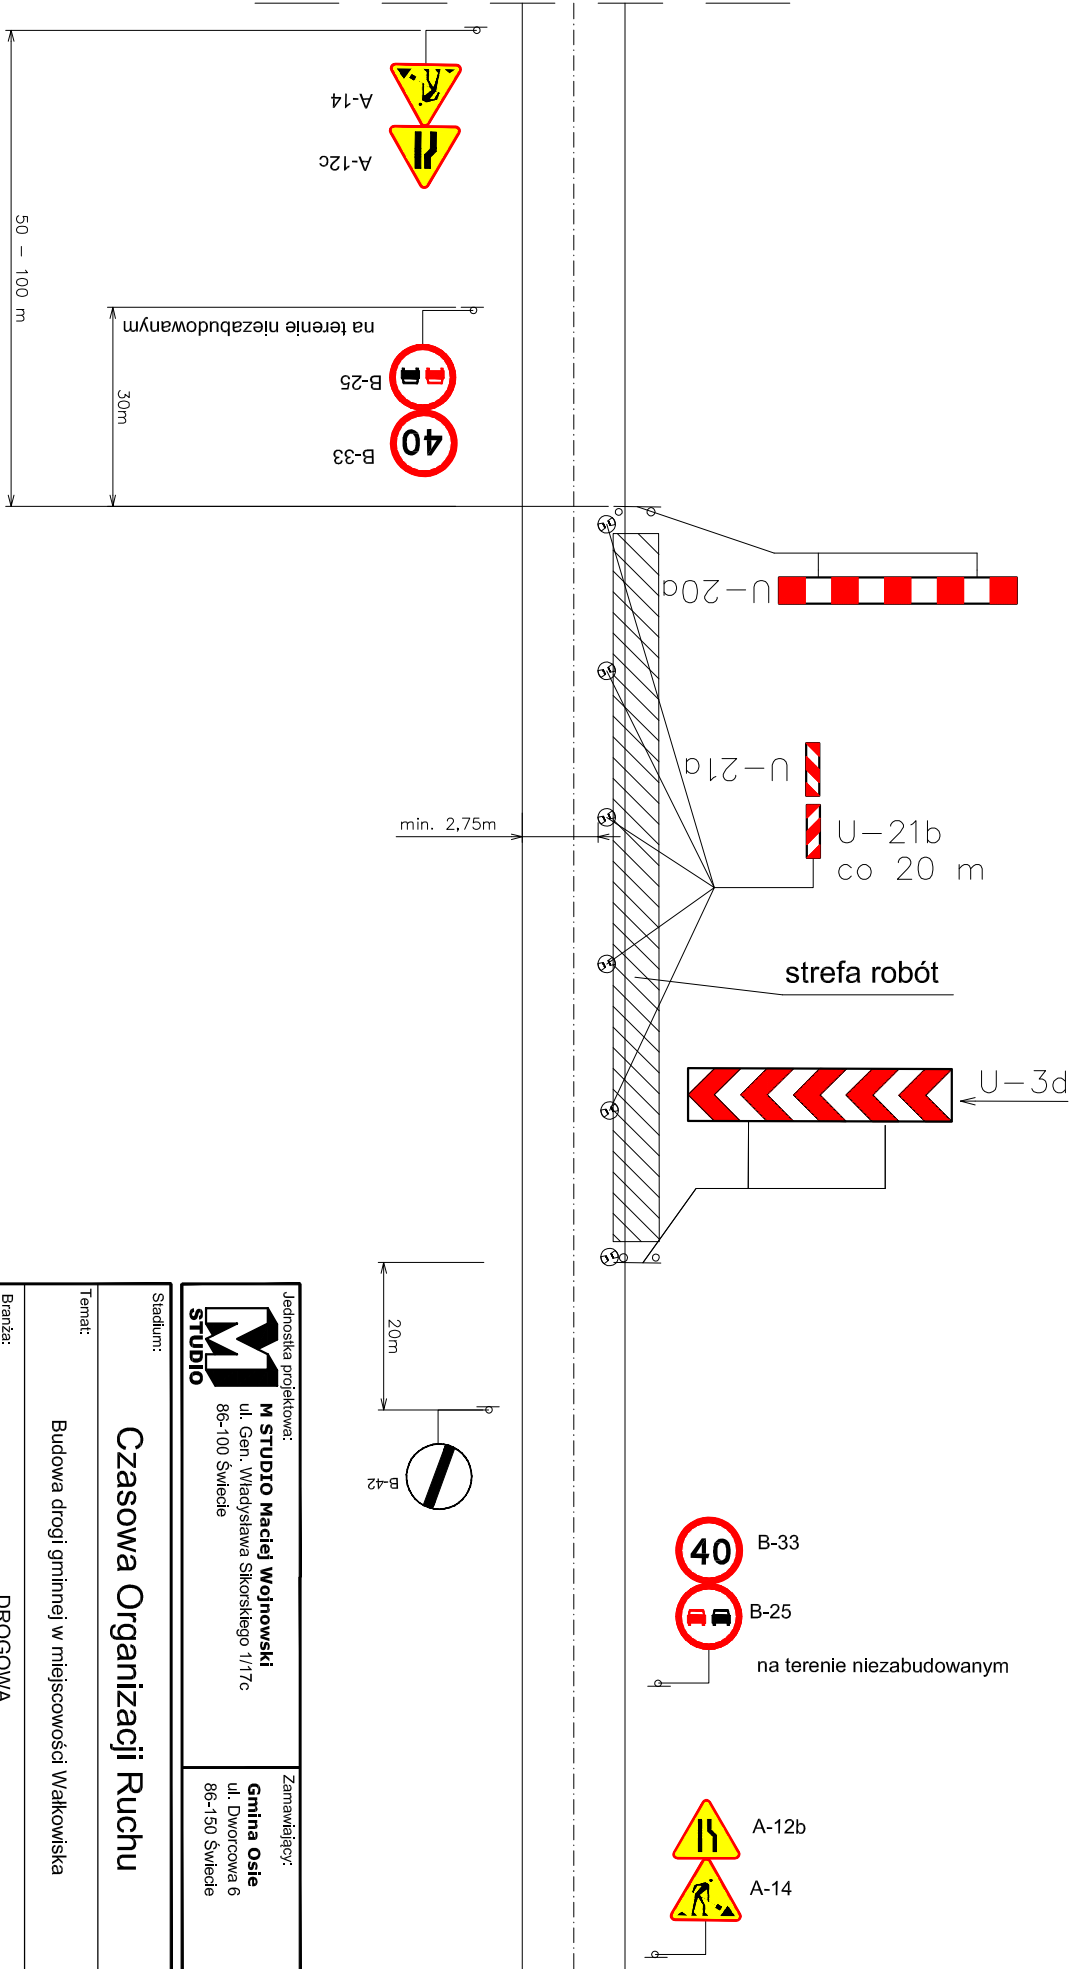 A-14
A-12c
50 - 100 m
na terenie niezabudowanym
B-25
30m
40
B-33
U-20a
U-21a
min. 2,75m
U-21b
co 20 m
strefa robót
U-3d
20m
B-42
40
B-33
B-25
na terenie niezabudowanym
A-12b
A-14
Jednostka projektowa:
M
STUDIO
M STUDIO Maciej Wojnowski
ul. Gen. Władysława Sikorskiego 1/17c
86-100 Świecie
Zamawiający:
Gmina Osie
ul. Dworcowa 6
86-150 Świecie
Stadium:
Czasowa Organizacji Ruchu
Temat:
Budowa drogi gminnej w miejscowości Wałkowiska
Branża:
DROGOWA